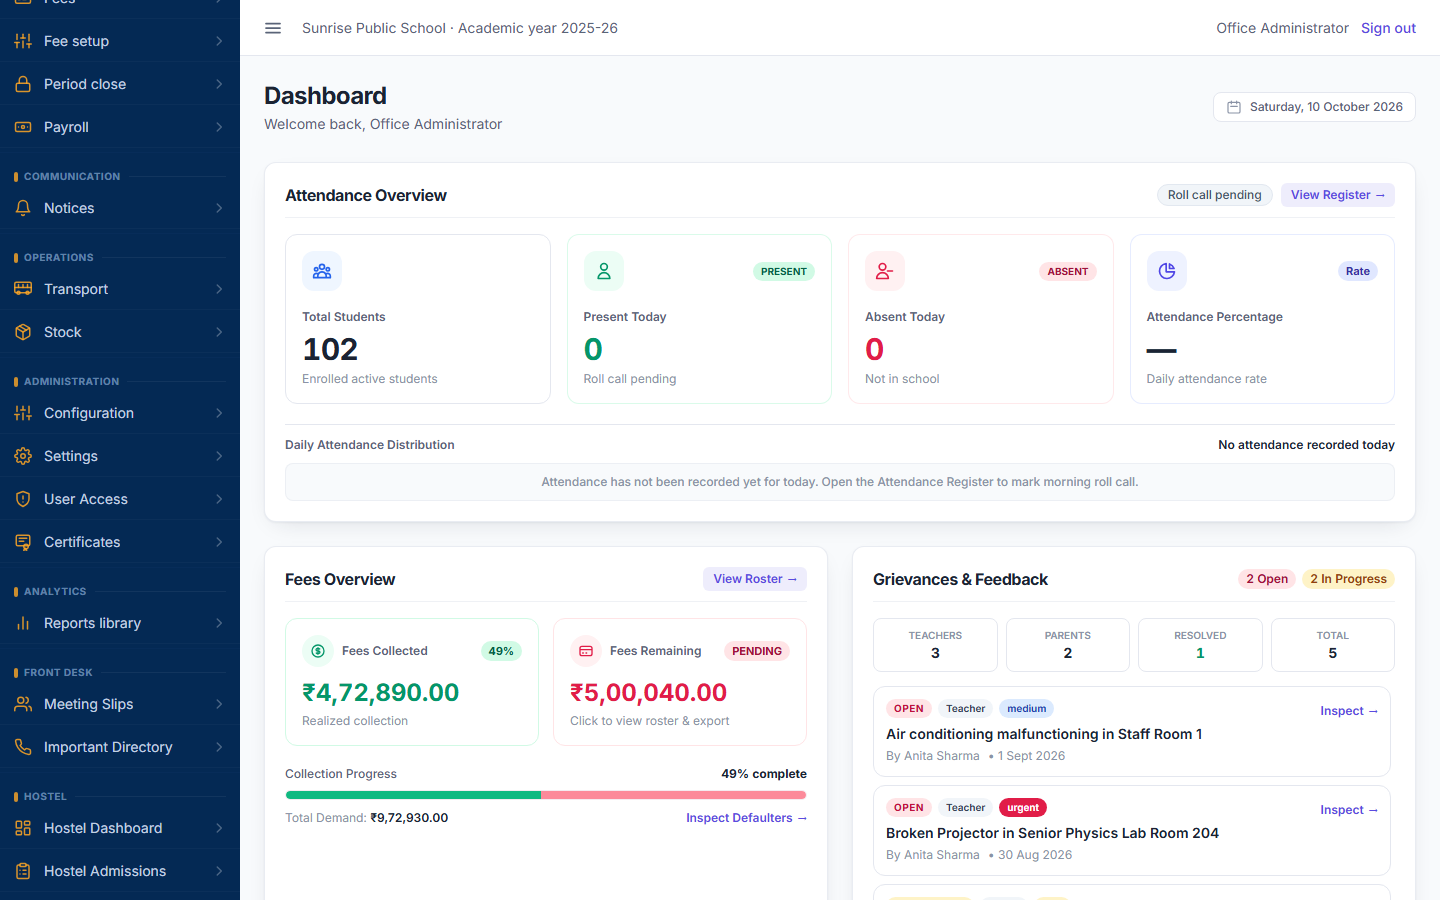 Fees
Fee setup
Period close
Payroll
COMMUNICATION
Notices
OPERATIONS
Transport
Stock
ADMINISTRATION
Configuration
Settings
User Access
Certificates
ANALYTICS
Reports library
FRONT DESK
Meeting Slips
Important Directory
HOSTEL
Hostel Dashboard
Hostel Admissions
Sunrise Public School · Academic year 2025-26
Office Administrator Sign out
Dashboard
Welcome back, Office Administrator
Saturday, 10 October 2026
Attendance Overview
Roll call pending View Register →
Total Students
102
Enrolled active students
PRESENT
Present Today
0
Roll call pending
ABSENT
Absent Today
0
Not in school
Rate
Attendance Percentage
—
Daily attendance rate
Daily Attendance Distribution No attendance recorded today
Attendance has not been recorded yet for today. Open the Attendance Register to mark morning roll call.
Fees Overview View Roster →
Fees Collected 49%
₹4,72,890.00
Realized collection
Fees Remaining PENDING
₹5,00,040.00
Click to view roster & export
Collection Progress 49% complete
Total Demand: ₹9,72,930.00 Inspect Defaulters →
Grievances & Feedback 2 Open 2 In Progress
TEACHERS
3
PARENTS
2
RESOLVED
1
TOTAL
5
OPEN Teacher medium Inspect →
Air conditioning malfunctioning in Staff Room 1
By Anita Sharma • 1 Sept 2026
OPEN Teacher urgent Inspect →
Broken Projector in Senior Physics Lab Room 204
By Anita Sharma • 30 Aug 2026